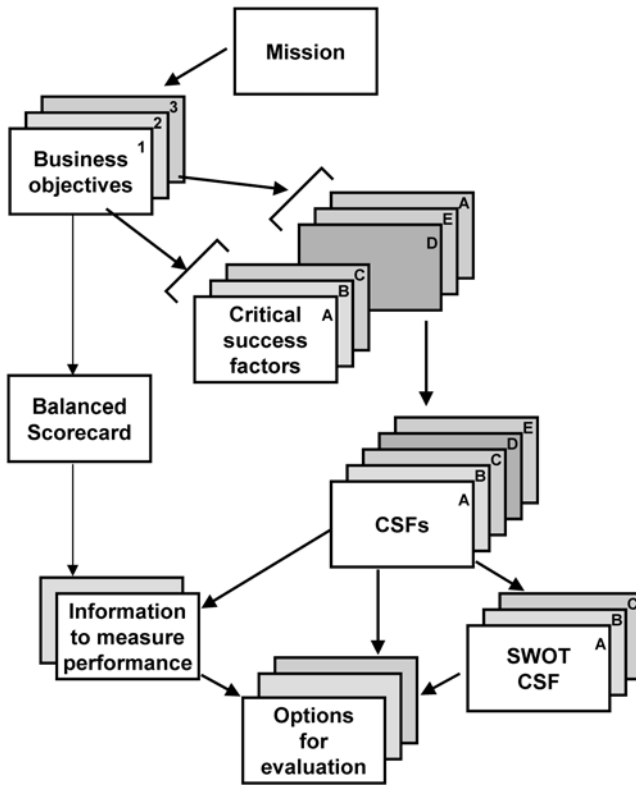 Mission
3
2
1
Business
objectives
A
E
D
C
B
A
Critical
success
factors
Balanced
Scorecard
E
D
C
B
A
CSFs
Information
to measure
performance
C
B
A
SWOT
CSF
Options
for
evaluation